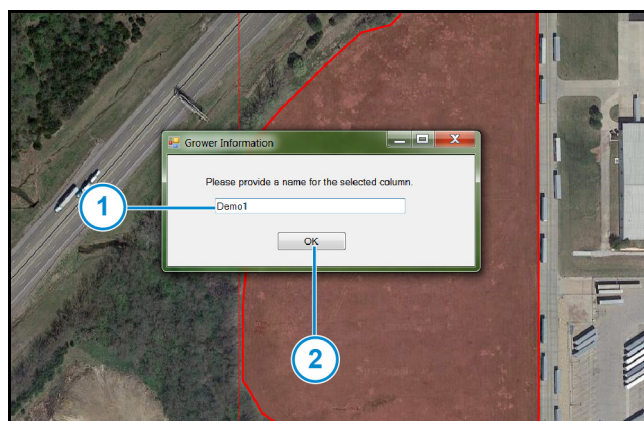 Grower Information
Please provide a name for the selected column.
1
Demo1
OK
2